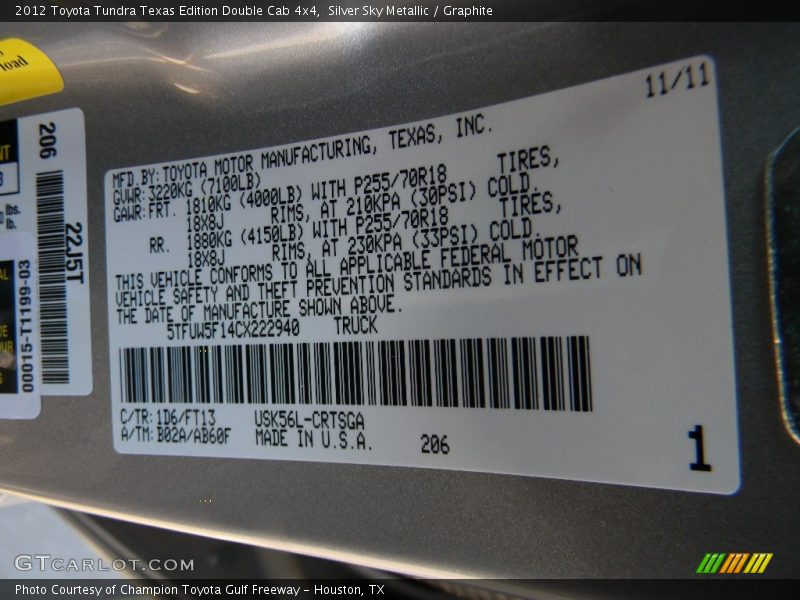 2012 Toyota Tundra Texas Edition Double Cab 4x4, Silver Sky Metallic / Graphite
load
11/11
MFD.BY: TOYOTA MOTOR MANUFACTURING, TEXAS, INC.
GVWR: 3220KG (7100LB)
GAWR: FRT. 1810KG (4000LB) WITH P255/70R18 TIRES,
18X8J RIMS, AT 210KPA (30PSI) COLD.
RR. 1880KG (4150LB) WITH P255/70R18 TIRES,
18X8J RIMS, AT 230KPA (33PSI) COLD.
THIS VEHICLE CONFORMS TO ALL APPLICABLE FEDERAL MOTOR
VEHICLE SAFETY AND THEFT PREVENTION STANDARDS IN EFFECT ON
THE DATE OF MANUFACTURE SHOWN ABOVE.
5TFUW5F14CX222940 TRUCK
C/TR: 1D6/FT13 USK56L-CRTSGA
A/TM: B02A/AB60F MADE IN U.S.A. 206
1
206
22J5T
lbs.
lb.
00015-T1199-03
GTCARLOT.COM
Photo Courtesy of Champion Toyota Gulf Freeway – Houston, TX